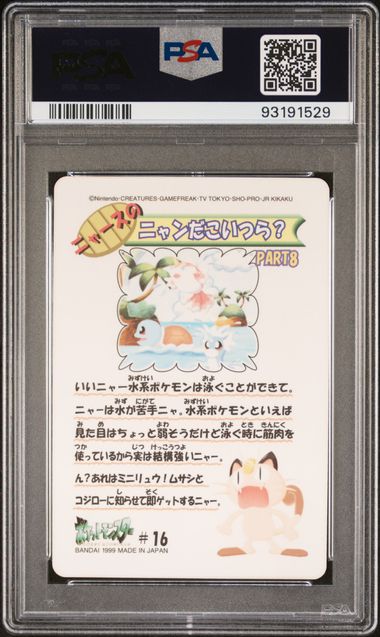 PSA
PSA
93191529
©Nintendo·CREATURES·GAMEFREAK·TV TOKYO·SHO-PRO·JR KIKAKU
ニャースの
ニャンだこいつら?
PART8
いいニャー水系ポケモンは泳ぐことができて。
ニャーは水が苦手ニャ。水系ポケモンといえば
見た目はちょっと弱そうだけど泳ぐ時に筋肉を
使っているから実は結構強いニャー。
ん?あれはミニリュウ!ムサシと
コジローに知らせて即ゲットするニャー。
ポケットモンスター
#16
BANDAI 1999 MADE IN JAPAN